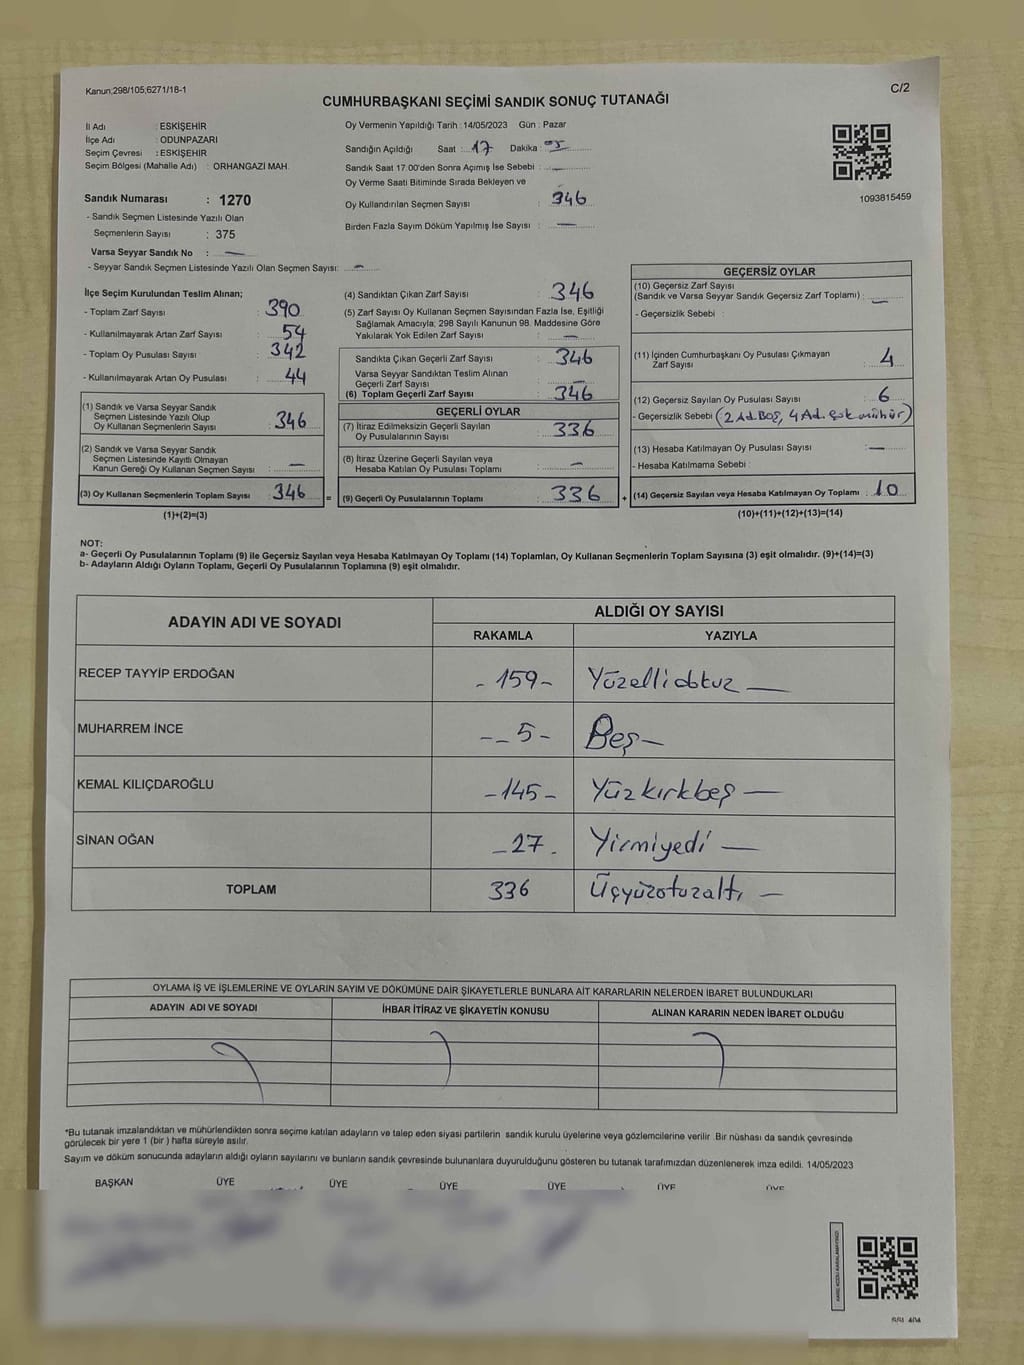 Kanun;298/105;6271/18-1
C/2
CUMHURBAŞKANI SEÇİMİ SANDIK SONUÇ TUTANAĞI
İl Adı : ESKİŞEHİR
İlçe Adı : ODUNPAZARI
Seçim Çevresi : ESKİŞEHİR
Seçim Bölgesi (Mahalle Adı) : ORHANGAZİ MAH.
Sandık Numarası : 1270
- Sandık Seçmen Listesinde Yazılı Olan
Seçmenlerin Sayısı : 375
Varsa Seyyar Sandık No : —
- Seyyar Sandık Seçmen Listesinde Yazılı Olan Seçmen Sayısı: —
Oy Vermenin Yapıldığı Tarih : 14/05/2023 Gün : Pazar
Sandığın Açıldığı Saat : 17 Dakika : 05
Sandık Saat 17.00'den Sonra Açımış İse Sebebi : —
Oy Verme Saati Bitiminde Sırada Bekleyen ve
Oy Kullandırılan Seçmen Sayısı : 346
Birden Fazla Sayım Döküm Yapılmış İse Sayısı : —
1093815459
İlçe Seçim Kurulundan Teslim Alınan;
- Toplam Zarf Sayısı : 390
- Kullanılmayarak Artan Zarf Sayısı : 54
- Toplam Oy Pusulası Sayısı : 342
- Kullanılmayarak Artan Oy Pusulası : 44
(1) Sandık ve Varsa Seyyar Sandık
Seçmen Listesinde Yazılı Olup
Oy Kullanan Seçmenlerin Sayısı : 346
(2) Sandık ve Varsa Seyyar Sandık
Seçmen Listesinde Kayıtlı Olmayan
Kanun Gereği Oy Kullanan Seçmen Sayısı : —
(3) Oy Kullanan Seçmenlerin Toplam Sayısı : 346 =
(1)+(2)=(3)
(4) Sandıktan Çıkan Zarf Sayısı : 346
(5) Zarf Sayısı Oy Kullanan Seçmen Sayısından Fazla İse, Eşitliği
Sağlamak Amacıyla, 298 Sayılı Kanunun 98. Maddesine Göre
Yakılarak Yok Edilen Zarf Sayısı : —
Sandıkta Çıkan Geçerli Zarf Sayısı : 346
Varsa Seyyar Sandıktan Teslim Alınan
Geçerli Zarf Sayısı : —
(6) Toplam Geçerli Zarf Sayısı : 346
GEÇERLİ OYLAR
(7) İtiraz Edilmeksizin Geçerli Sayılan
Oy Pusulalarının Sayısı : 336
(8) İtiraz Üzerine Geçerli Sayılan veya
Hesaba Katılan Oy Pusulası Toplamı : —
(9) Geçerli Oy Pusulalarının Toplamı : 336 +
GEÇERSİZ OYLAR
(10) Geçersiz Zarf Sayısı
(Sandık ve Varsa Seyyar Sandık Geçersiz Zarf Toplamı) : —
- Geçersizlik Sebebi :
(11) İçinden Cumhurbaşkanı Oy Pusulası Çıkmayan
Zarf Sayısı : 4
(12) Geçersiz Sayılan Oy Pusulası Sayısı : 6
- Geçersizlik Sebebi : (2 Ad.Boş, 4 Ad. çok mühür)
(13) Hesaba Katılmayan Oy Pusulası Sayısı : —
- Hesaba Katılmama Sebebi :
(14) Geçersiz Sayılan veya Hesaba Katılmayan Oy Toplamı : 10
(10)+(11)+(12)+(13)=(14)
NOT:
a- Geçerli Oy Pusulalarının Toplamı (9) ile Geçersiz Sayılan veya Hesaba Katılmayan Oy Toplamı (14) Toplamları, Oy Kullanan Seçmenlerin Toplam Sayısına (3) eşit olmalıdır. (9)+(14)=(3)
b- Adayların Aldığı Oyların Toplamı, Geçerli Oy Pusulalarının Toplamına (9) eşit olmalıdır.
ADAYIN ADI VE SOYADI
ALDIĞI OY SAYISI
RAKAMLA YAZIYLA
RECEP TAYYİP ERDOĞAN - 159 - Yüzellidokuz —
MUHARREM İNCE -- 5 - Beş —
KEMAL KILIÇDAROĞLU - 145 - Yüzkırkbeş —
SİNAN OĞAN - 27 - Yirmiyedi —
TOPLAM 336 Üçyüzotuzaltı —
OYLAMA İŞ VE İŞLEMLERİNE VE OYLARIN SAYIM VE DÖKÜMÜNE DAİR ŞİKAYETLERLE BUNLARA AİT KARARLARIN NELERDEN İBARET BULUNDUKLARI
ADAYIN ADI VE SOYADI İHBAR İTİRAZ VE ŞİKAYETİN KONUSU ALINAN KARARIN NEDEN İBARET OLDUĞU
*Bu tutanak imzalandıktan ve mühürlendikten sonra seçime katılan adayların ve talep eden siyasi partilerin sandık kurulu üyelerine veya gözlemcilerine verilir. Bir nüshası da sandık çevresinde
görülecek bir yere 1 (bir ) hafta süreyle asılır.
Sayım ve döküm sonucunda adayların aldığı oyların sayılarını ve bunların sandık çevresinde bulunanlara duyurulduğunu gösteren bu tutanak tarafımızdan düzenlenerek imza edildi. 14/05/2023
BAŞKAN ÜYE ÜYE ÜYE ÜYE ÜYE ÜYE